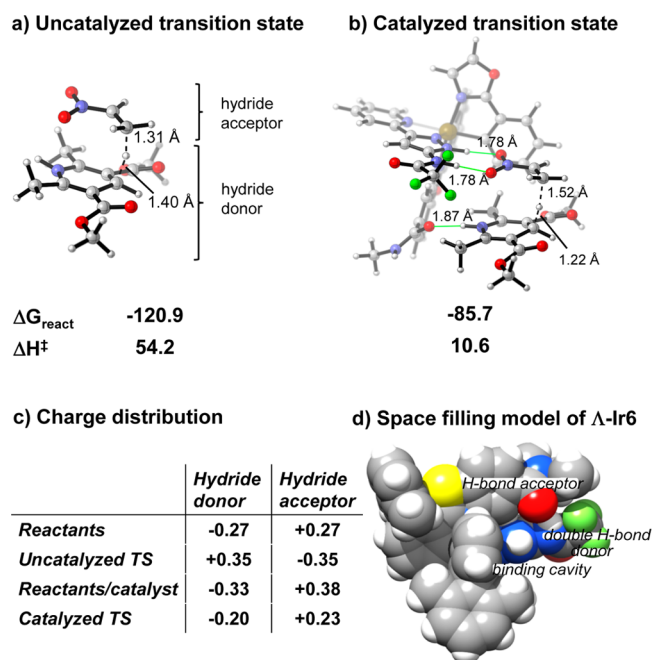 a) Uncatalyzed transition state
b) Catalyzed transition state
hydride
acceptor
1.31 Å
hydride
donor
1.40 Å
1.78 Å
1.78 Å
1.52 Å
1.87 Å
1.22 Å
ΔGreact -120.9 -85.7
ΔH‡ 54.2 10.6
c) Charge distribution
d) Space filling model of Λ-Ir6
Hydride donor
Hydride acceptor
Reactants -0.27 +0.27
Uncatalyzed TS +0.35 -0.35
Reactants/catalyst -0.33 +0.38
Catalyzed TS -0.20 +0.23
H-bond acceptor
double H-bond
donor
binding cavity